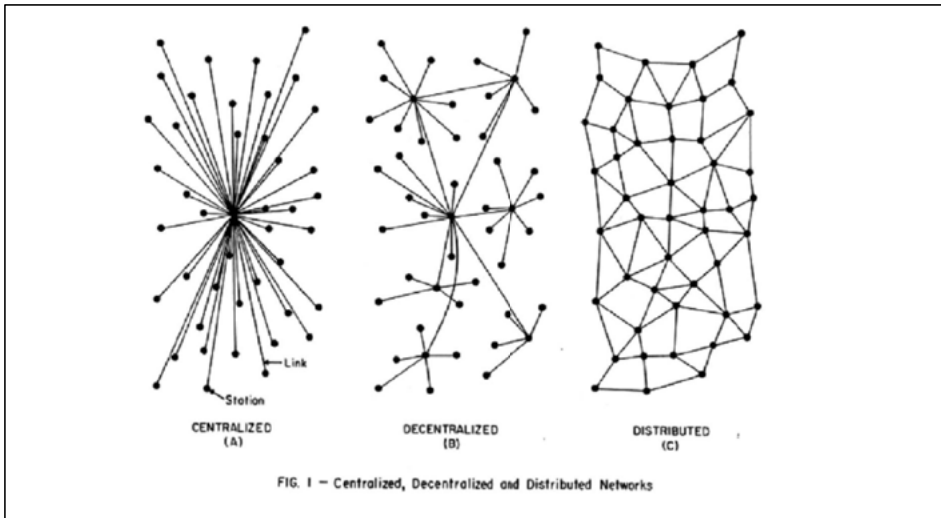 Link
Station
CENTRALIZED
(A)
DECENTRALIZED
(B)
DISTRIBUTED
(C)
FIG. 1 — Centralized, Decentralized and Distributed Networks